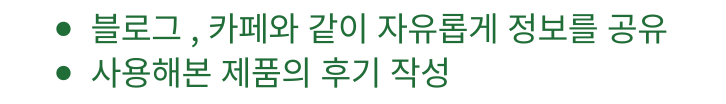 • 블로그 , 카페와 같이 자유롭게 정보를 공유
• 사용해본 제품의 후기 작성